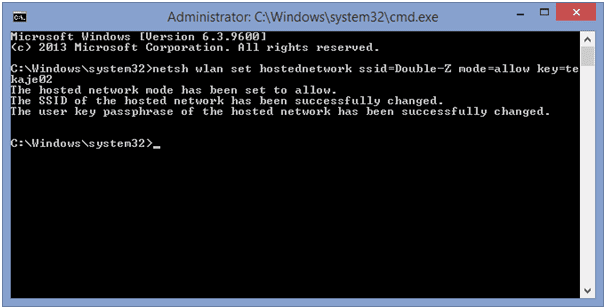 Administrator: C:\Windows\system32\cmd.exe
Microsoft Windows [Version 6.3.9600]
(c) 2013 Microsoft Corporation. All rights reserved.
C:\Windows\system32>netsh wlan set hostednetwork ssid=Double-Z mode=allow key=te
kaje02
The hosted network mode has been set to allow.
The SSID of the hosted network has been successfully changed.
The user key passphrase of the hosted network has been successfully changed.
C:\Windows\system32>_